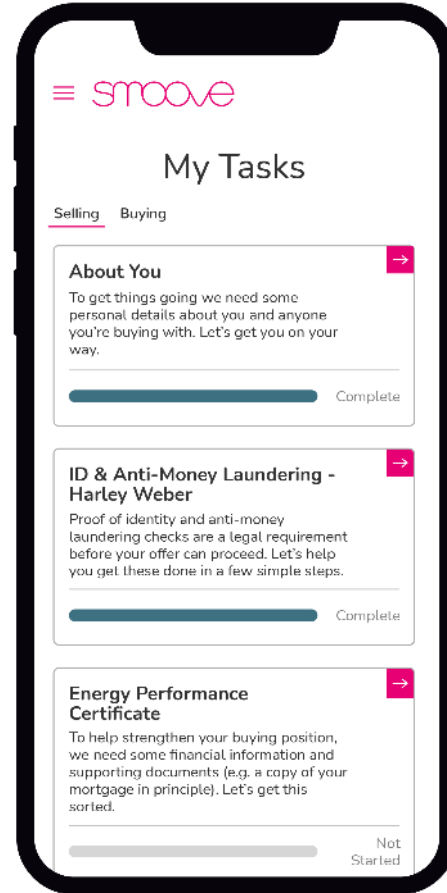 smoove
My Tasks
Selling Buying
About You
To get things going we need some
personal details about you and anyone
you're buying with. Let's get you on your
way.
Complete
ID & Anti-Money Laundering -
Harley Weber
Proof of identity and anti-money
laundering checks are a legal requirement
before your offer can proceed. Let's help
you get these done in a few simple steps.
Complete
Energy Performance
Certificate
To help strengthen your buying position,
we need some financial information and
supporting documents (e.g. a copy of your
mortgage in principle). Let's get this
sorted.
Not
Started